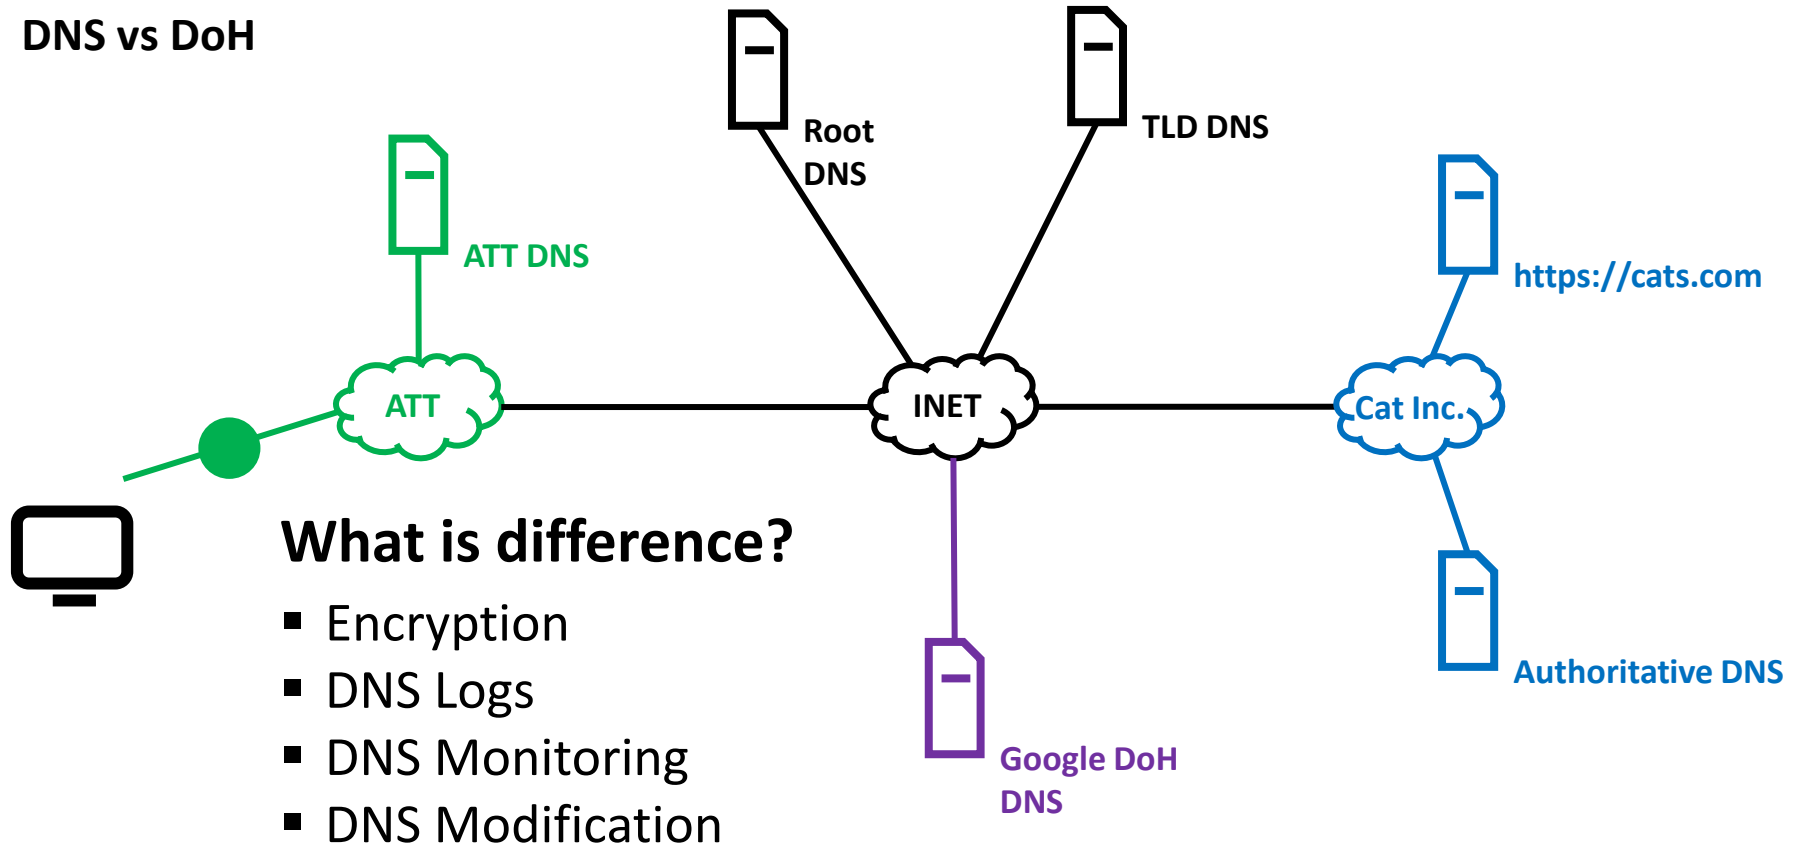 DNS vs DoH
Root
DNS
TLD DNS
ATT DNS
https://cats.com
ATT
INET
Cat Inc.
What is difference?
▪ Encryption
▪ DNS Logs
▪ DNS Monitoring
▪ DNS Modification
Authoritative DNS
Google DoH
DNS